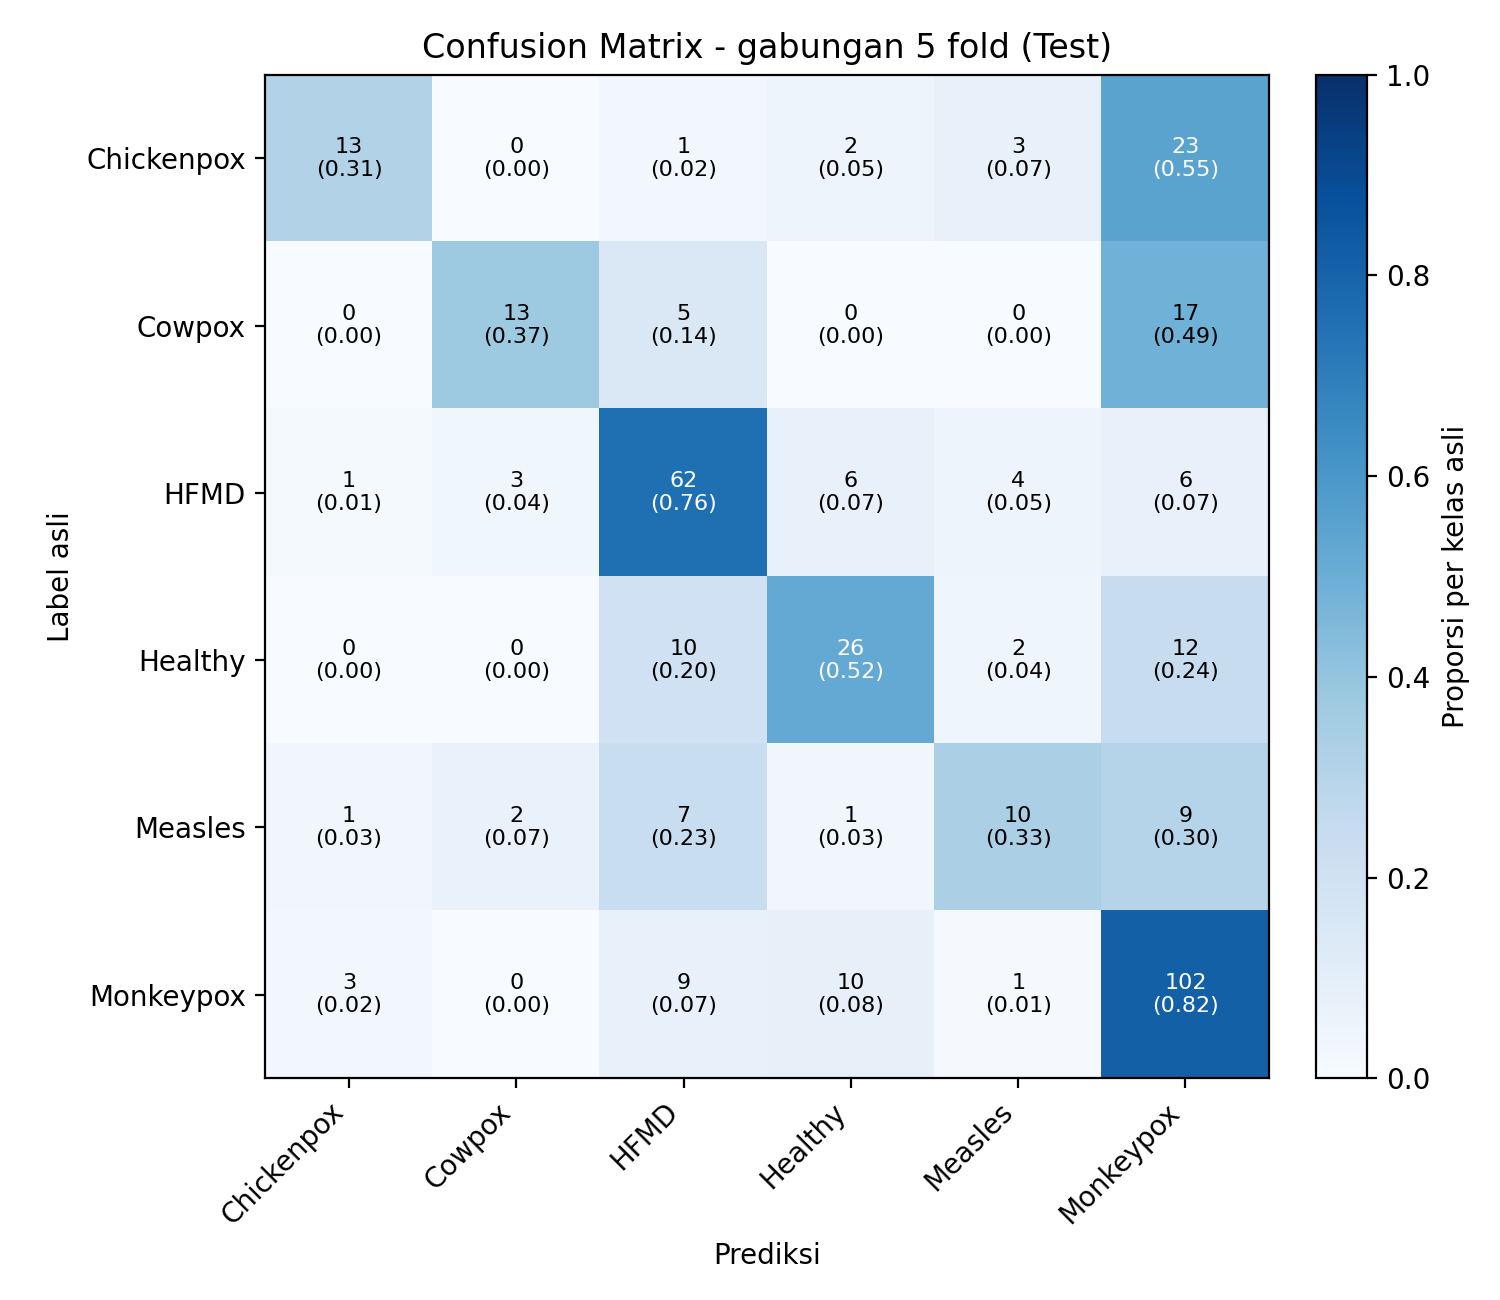 Confusion Matrix - gabungan 5 fold (Test)
Label asli
Chickenpox
13 0 1 2 3 23
(0.31) (0.00) (0.02) (0.05) (0.07) (0.55)
Cowpox
0 13 5 0 0 17
(0.00) (0.37) (0.14) (0.00) (0.00) (0.49)
HFMD
1 3 62 6 4 6
(0.01) (0.04) (0.76) (0.07) (0.05) (0.07)
Healthy
0 0 10 26 2 12
(0.00) (0.00) (0.20) (0.52) (0.04) (0.24)
Measles
1 2 7 1 10 9
(0.03) (0.07) (0.23) (0.03) (0.33) (0.30)
Monkeypox
3 0 9 10 1 102
(0.02) (0.00) (0.07) (0.08) (0.01) (0.82)
Chickenpox Cowpox HFMD Healthy Measles Monkeypox
Prediksi
1.0
0.8
0.6
0.4
0.2
0.0
Proporsi per kelas asli